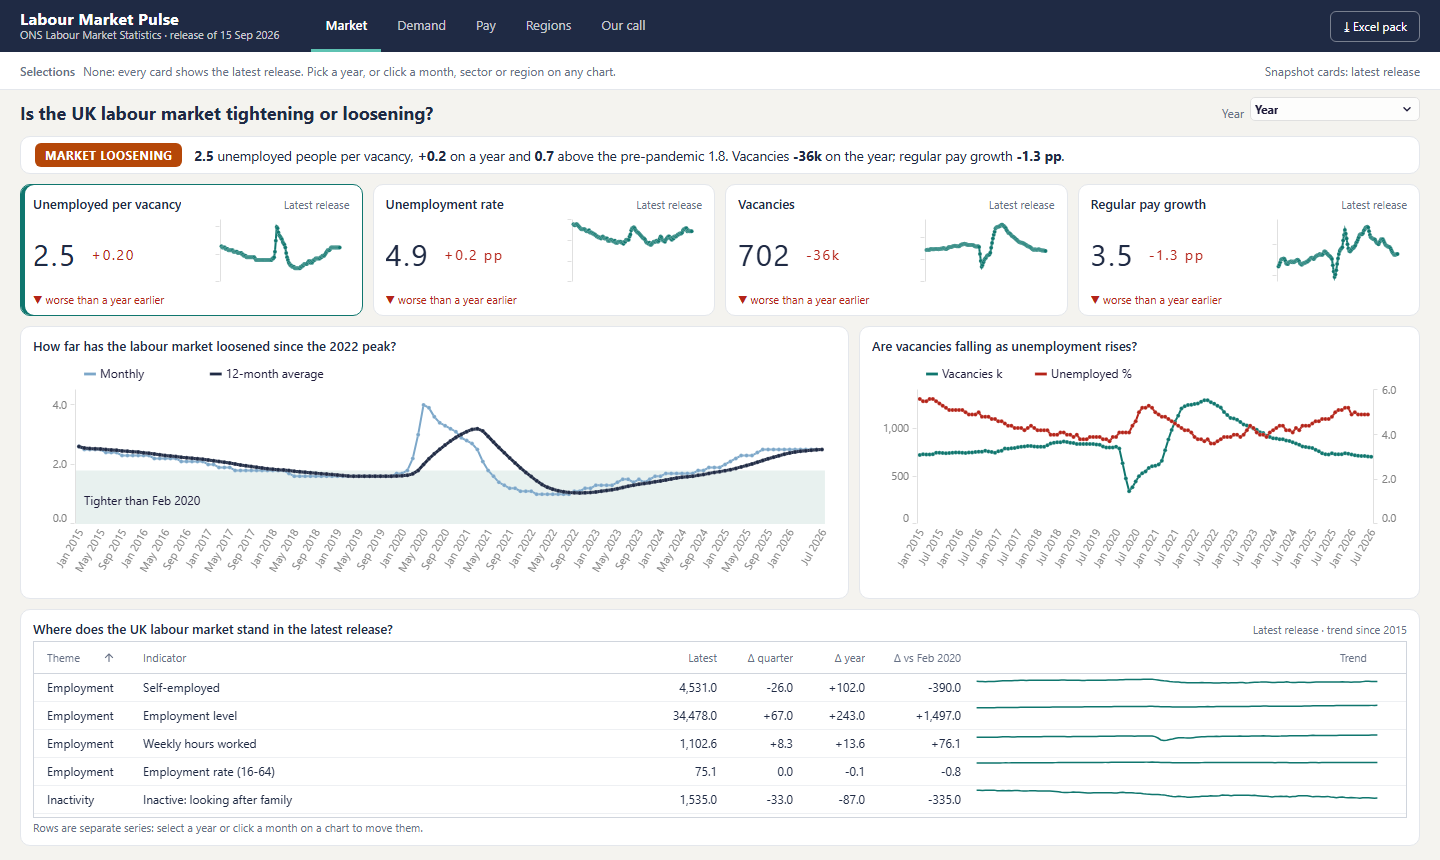 Labour Market Pulse
ONS Labour Market Statistics · release of 15 Sep 2026
Market Demand Pay Regions Our call
Excel pack
Selections None: every card shows the latest release. Pick a year, or click a month, sector or region on any chart.
Snapshot cards: latest release
Is the UK labour market tightening or loosening?
Year Year
MARKET LOOSENING 2.5 unemployed people per vacancy, +0.2 on a year and 0.7 above the pre-pandemic 1.8. Vacancies -36k on the year; regular pay growth -1.3 pp.
Unemployed per vacancy Latest release
2.5 +0.20
▼ worse than a year earlier
Unemployment rate Latest release
4.9 +0.2 pp
▼ worse than a year earlier
Vacancies Latest release
702 -36k
▼ worse than a year earlier
Regular pay growth Latest release
3.5 -1.3 pp
▼ worse than a year earlier
How far has the labour market loosened since the 2022 peak?
Monthly 12-month average
4.0
2.0
0.0
Tighter than Feb 2020
Jan 2015 May 2015 Sep 2015 Jan 2016 May 2016 Sep 2016 Jan 2017 May 2017 Sep 2017 Jan 2018 May 2018 Sep 2018 Jan 2019 May 2019 Sep 2019 Jan 2020 May 2020 Sep 2020 Jan 2021 May 2021 Sep 2021 Jan 2022 May 2022 Sep 2022 Jan 2023 May 2023 Sep 2023 Jan 2024 May 2024 Sep 2024 Jan 2025 May 2025 Sep 2025 Jan 2026 Jul 2026
Are vacancies falling as unemployment rises?
Vacancies k Unemployed %
1,000
500
0
6.0
4.0
2.0
0.0
Jan 2015 Jul 2015 Jan 2016 Jul 2016 Jan 2017 Jul 2017 Jan 2018 Jul 2018 Jan 2019 Jul 2019 Jan 2020 Jul 2020 Jan 2021 Jul 2021 Jan 2022 Jul 2022 Jan 2023 Jul 2023 Jan 2024 Jul 2024 Jan 2025 Jul 2025 Jan 2026 Jul 2026
Where does the UK labour market stand in the latest release?
Latest release · trend since 2015
Theme ↑ Indicator Latest Δ quarter Δ year Δ vs Feb 2020 Trend
Employment Self-employed 4,531.0 -26.0 +102.0 -390.0
Employment Employment level 34,478.0 +67.0 +243.0 +1,497.0
Employment Weekly hours worked 1,102.6 +8.3 +13.6 +76.1
Employment Employment rate (16-64) 75.1 0.0 -0.1 -0.8
Inactivity Inactive: looking after family 1,535.0 -33.0 -87.0 -335.0
Rows are separate series: select a year or click a month on a chart to move them.